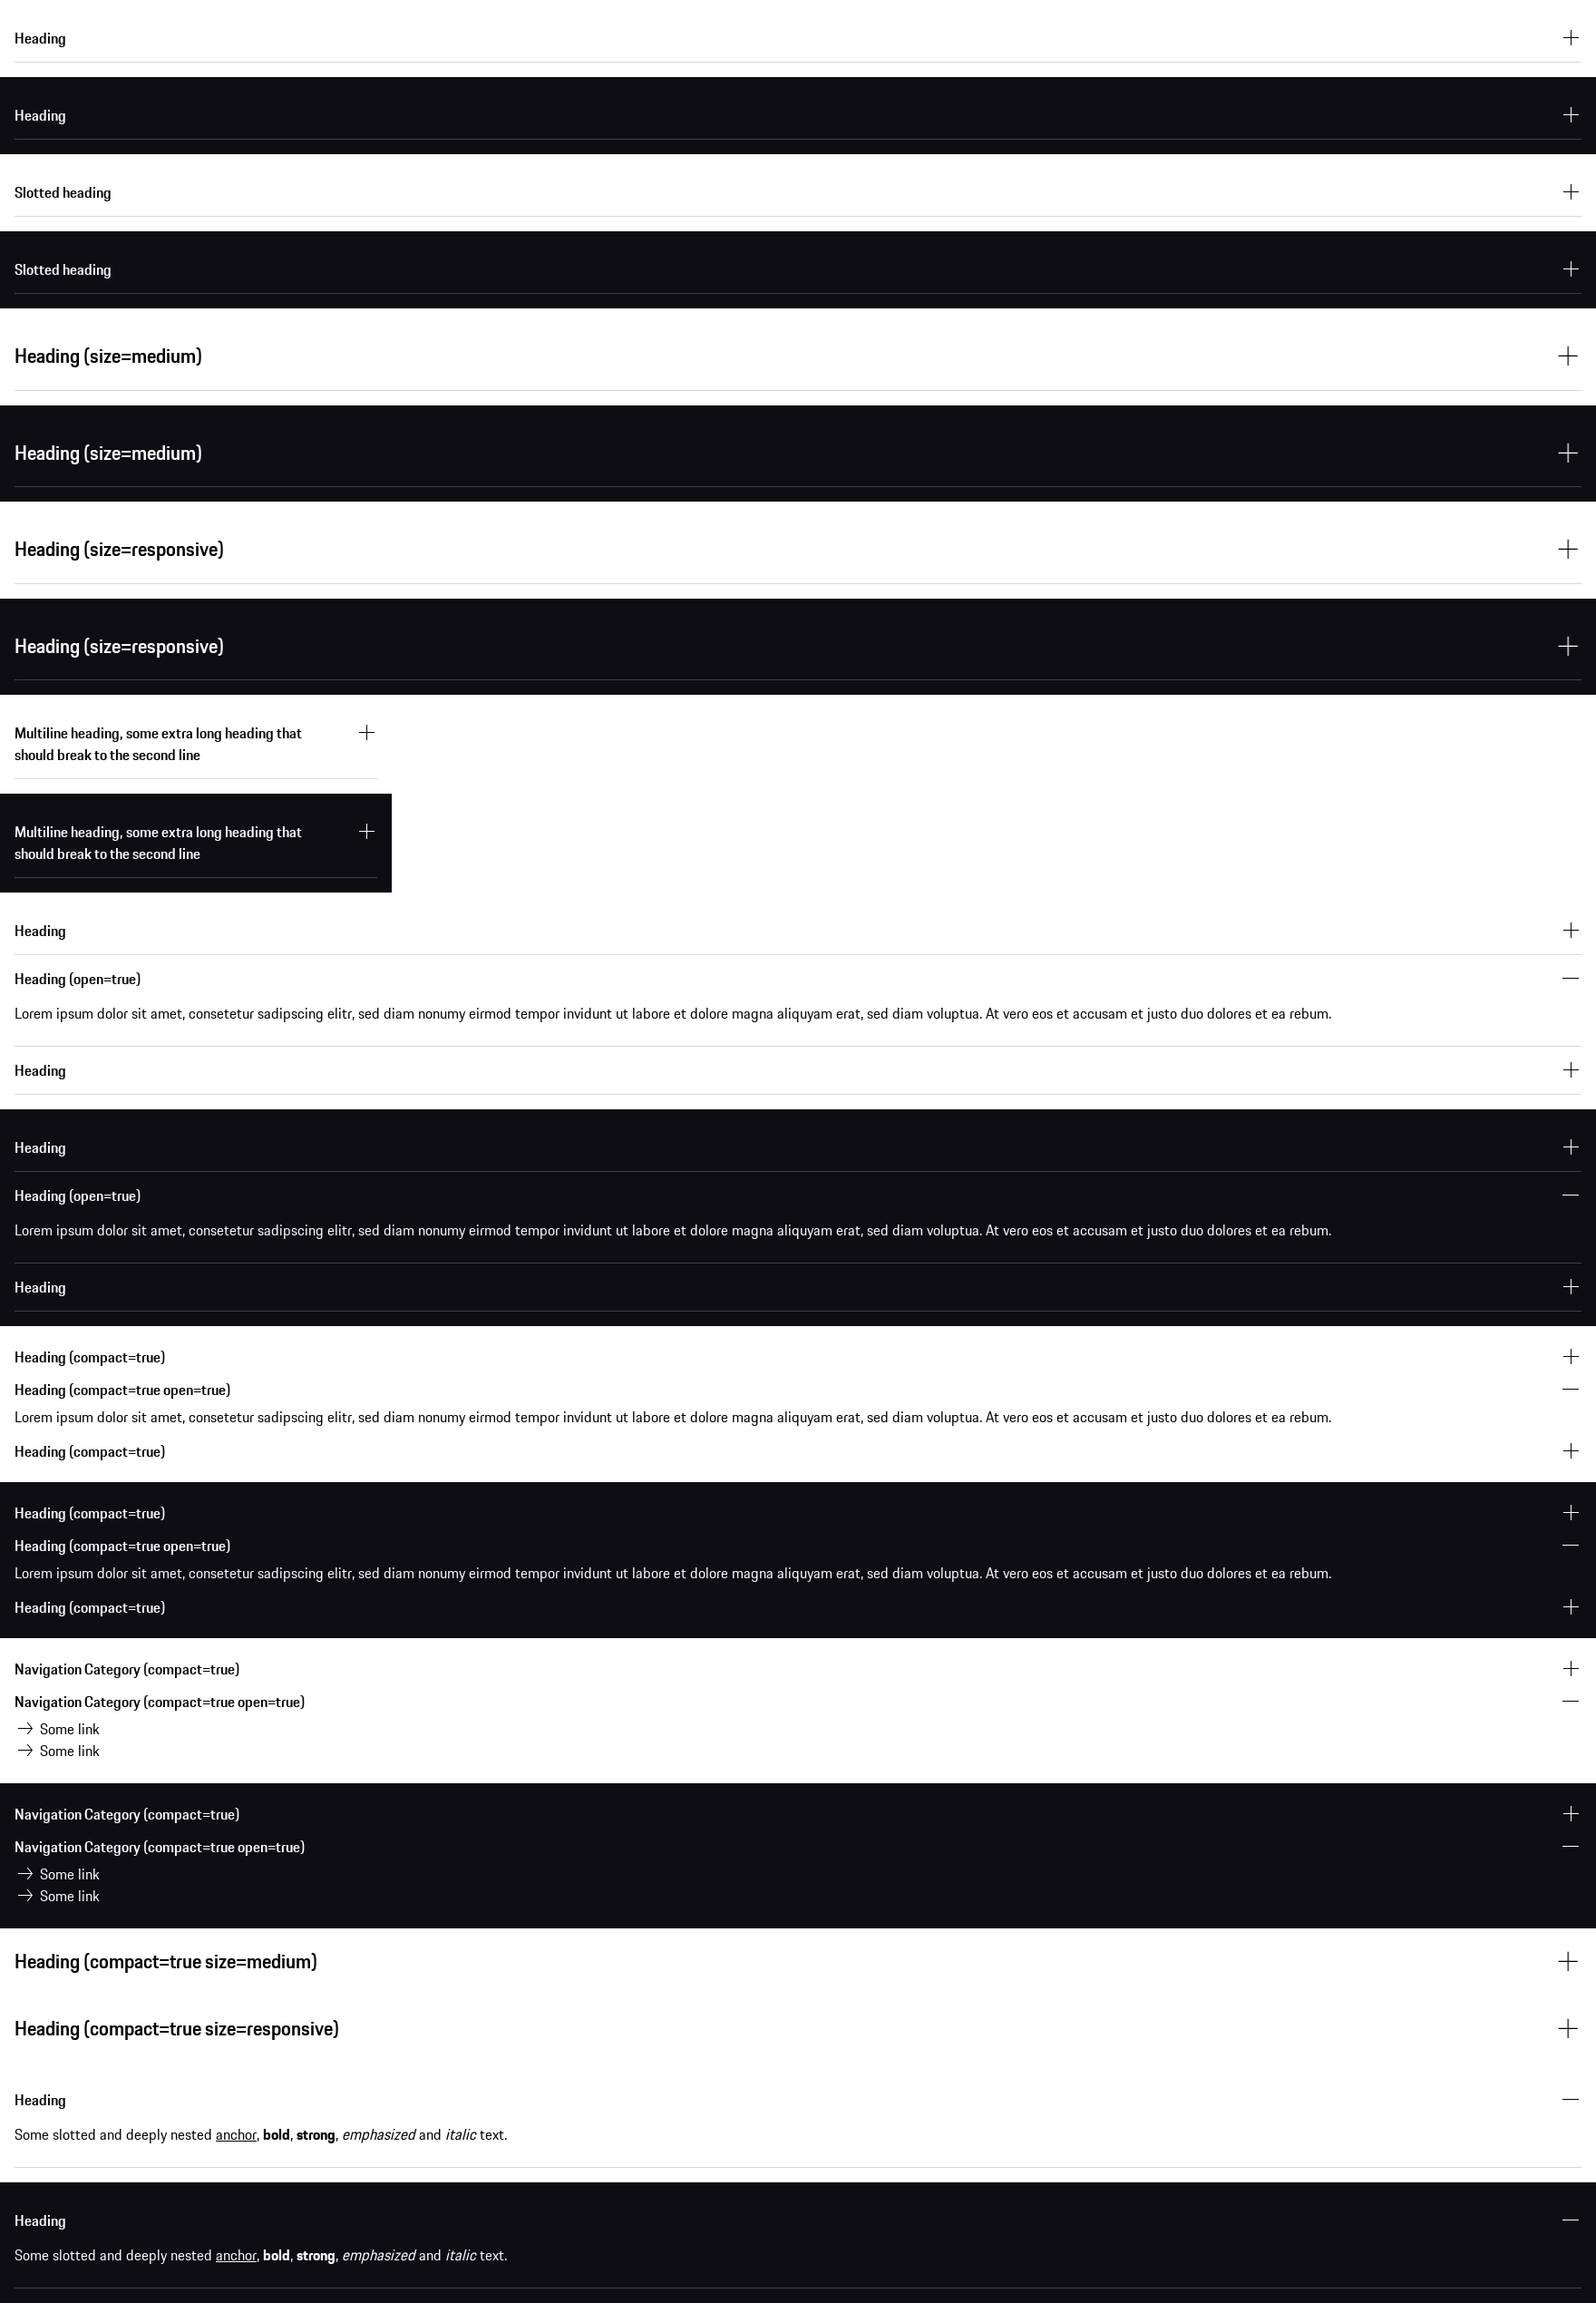 Heading
Heading
Slotted heading
Slotted heading
Heading (size=medium)
Heading (size=medium)
Heading (size=responsive)
Heading (size=responsive)
Multiline heading, some extra long heading that
should break to the second line
Multiline heading, some extra long heading that
should break to the second line
Heading
Heading (open=true)
Lorem ipsum dolor sit amet, consetetur sadipscing elitr, sed diam nonumy eirmod tempor invidunt ut labore et dolore magna aliquyam erat, sed diam voluptua. At vero eos et accusam et justo duo dolores et ea rebum.
Heading
Heading
Heading (open=true)
Lorem ipsum dolor sit amet, consetetur sadipscing elitr, sed diam nonumy eirmod tempor invidunt ut labore et dolore magna aliquyam erat, sed diam voluptua. At vero eos et accusam et justo duo dolores et ea rebum.
Heading
Heading (compact=true)
Heading (compact=true open=true)
Lorem ipsum dolor sit amet, consetetur sadipscing elitr, sed diam nonumy eirmod tempor invidunt ut labore et dolore magna aliquyam erat, sed diam voluptua. At vero eos et accusam et justo duo dolores et ea rebum.
Heading (compact=true)
Heading (compact=true)
Heading (compact=true open=true)
Lorem ipsum dolor sit amet, consetetur sadipscing elitr, sed diam nonumy eirmod tempor invidunt ut labore et dolore magna aliquyam erat, sed diam voluptua. At vero eos et accusam et justo duo dolores et ea rebum.
Heading (compact=true)
Navigation Category (compact=true)
Navigation Category (compact=true open=true)
Some link
Some link
Navigation Category (compact=true)
Navigation Category (compact=true open=true)
Some link
Some link
Heading (compact=true size=medium)
Heading (compact=true size=responsive)
Heading
Some slotted and deeply nested anchor, bold, strong, emphasized and italic text.
Heading
Some slotted and deeply nested anchor, bold, strong, emphasized and italic text.